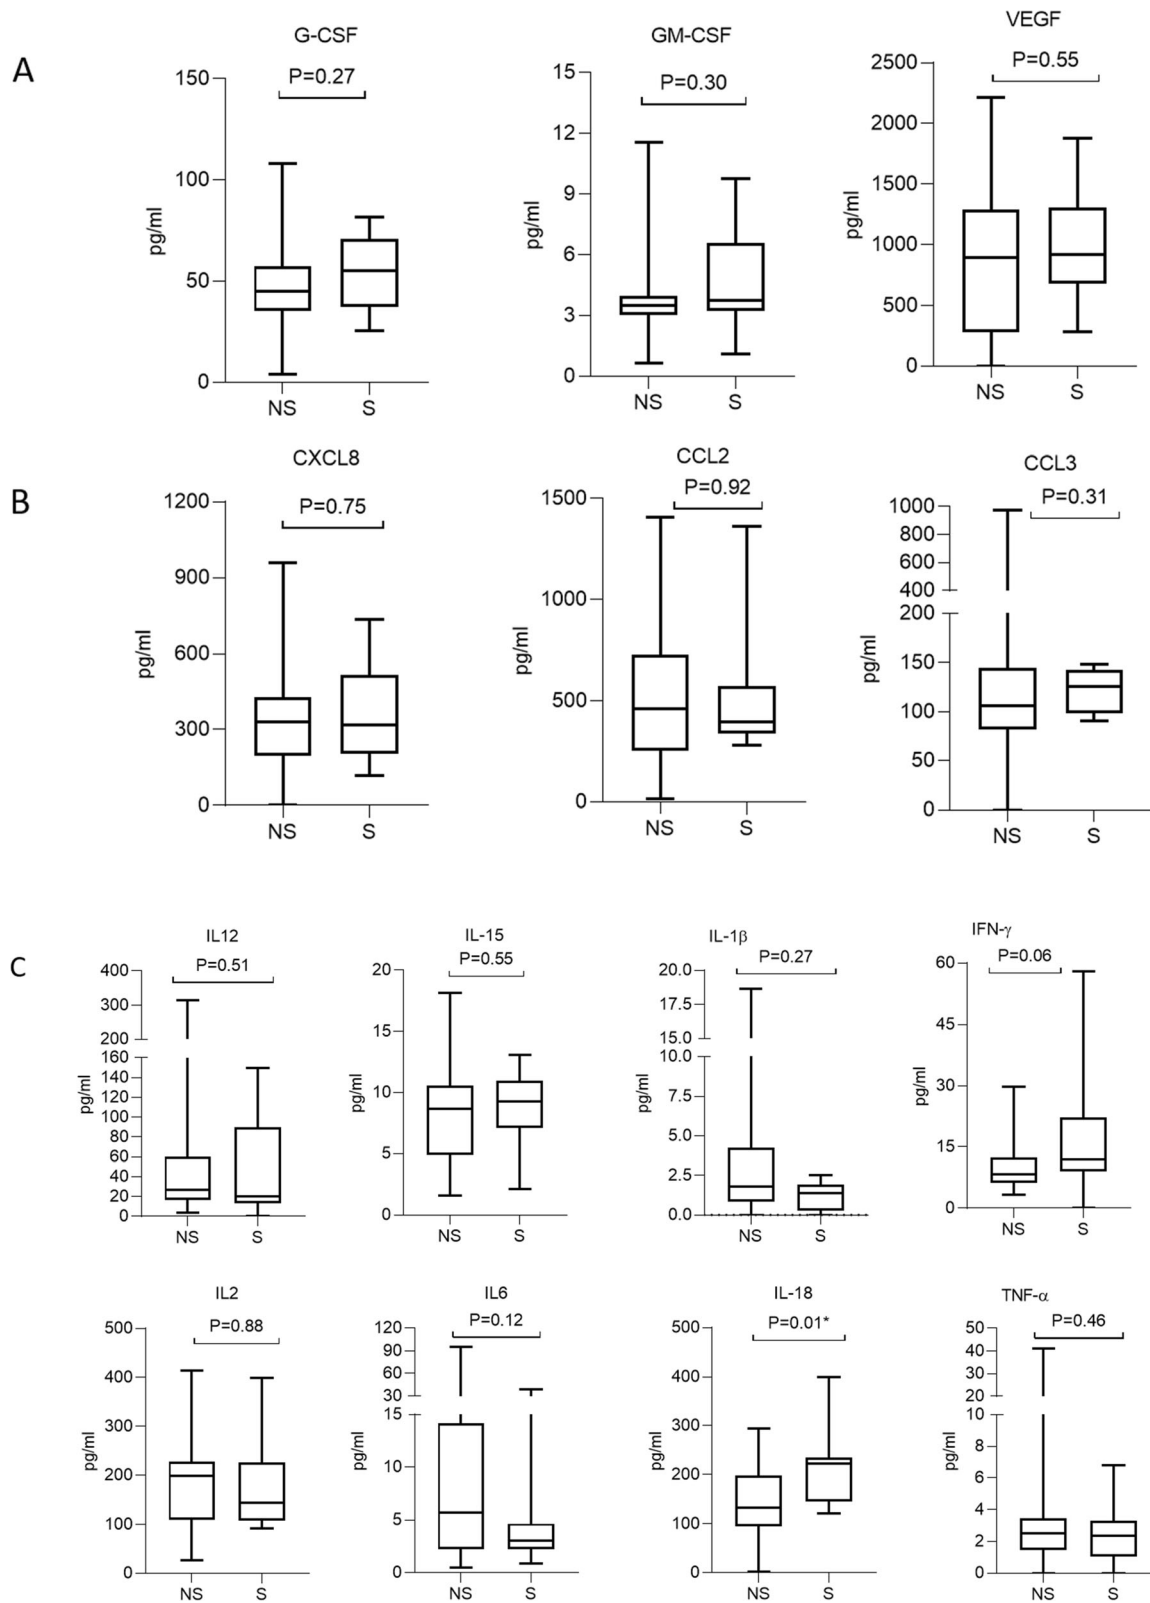 A
G-CSF
P=0.27
150
100
50
0
pg/ml
NS
S
GM-CSF
P=0.30
15
12
9
6
3
0
pg/ml
NS
S
VEGF
P=0.55
2500
2000
1500
1000
500
0
pg/ml
NS
S
B
CXCL8
P=0.75
1200
900
600
300
0
pg/ml
NS
S
CCL2
P=0.92
1500
1000
500
0
pg/ml
NS
S
CCL3
P=0.31
1000
800
600
400
200
150
100
50
0
pg/ml
NS
S
C
IL12
P=0.51
400
300
200
160
140
120
100
80
60
40
20
0
pg/ml
NS
S
IL-15
P=0.55
20
15
10
5
0
pg/ml
NS
S
IL-1β
P=0.27
20.0
17.5
15.0
10.0
7.5
5.0
2.5
0.0
pg/ml
NS
S
IFN-γ
P=0.06
60
45
30
15
0
pg/ml
NS
S
IL2
P=0.88
500
400
300
200
100
0
pg/ml
NS
S
IL6
P=0.12
120
90
60
30
15
10
5
0
pg/ml
NS
S
IL-18
P=0.01*
500
400
300
200
100
0
pg/ml
NS
S
TNF-α
P=0.46
50
40
30
20
10
8
6
4
2
0
pg/ml
NS
S